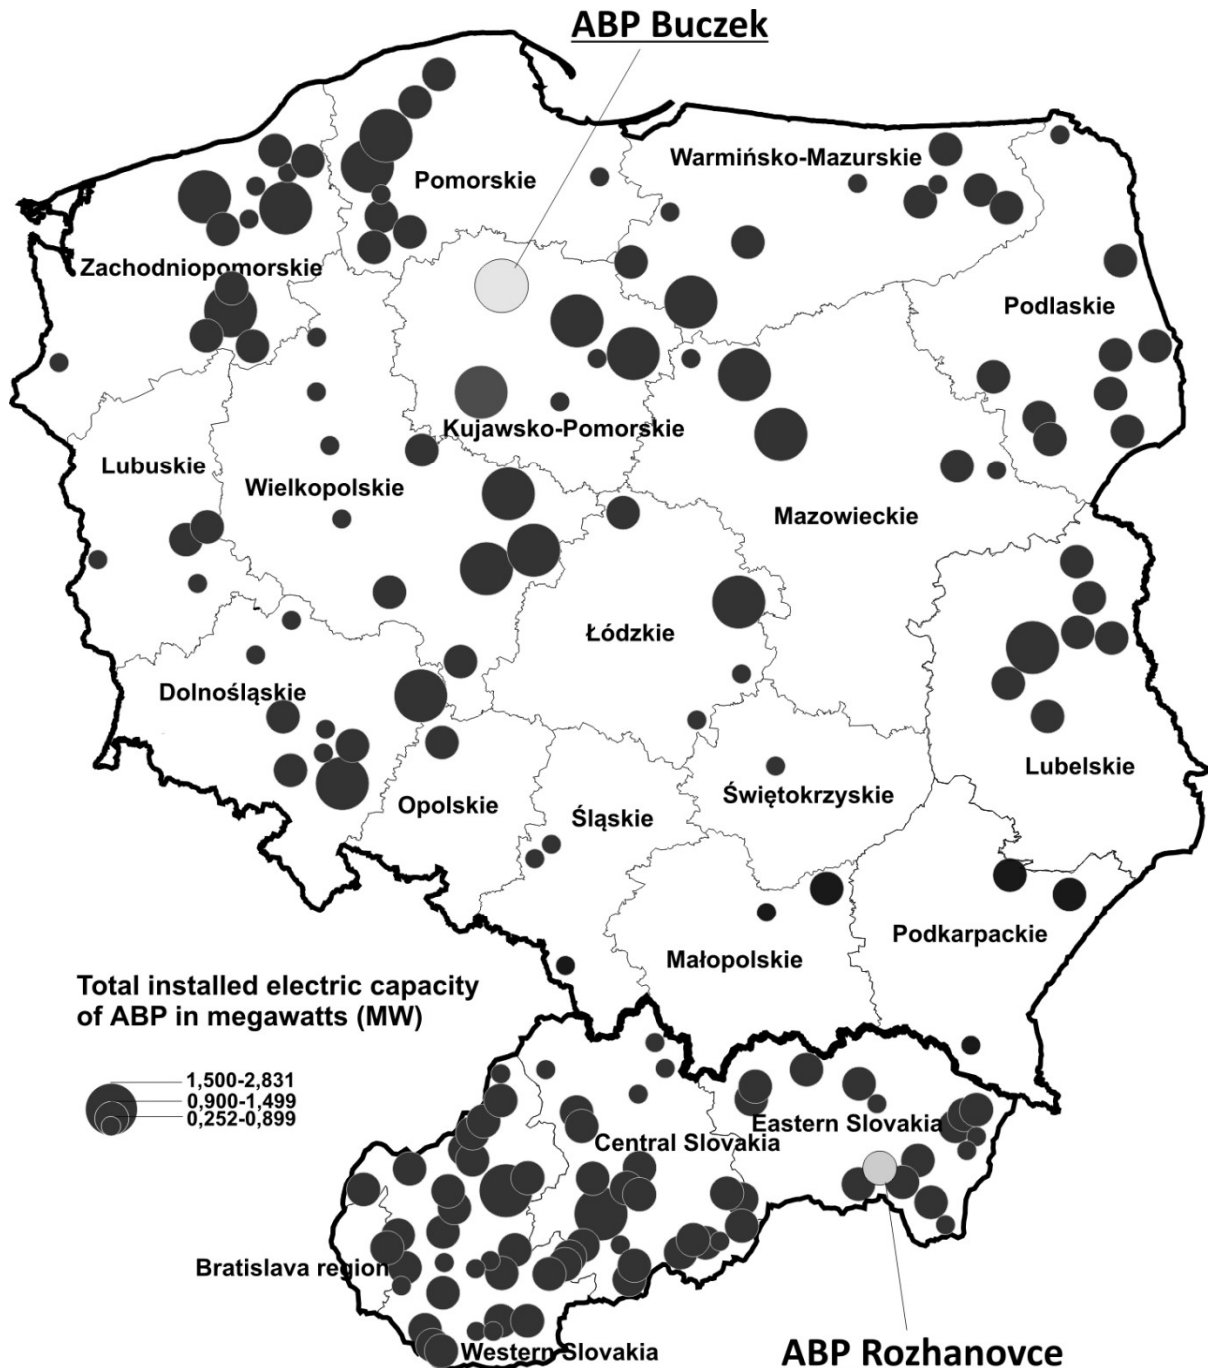 ABP Buczek
Warmińsko-Mazurskie
Pomorskie
Zachodniopomorskie
Podlaskie
Kujawsko-Pomorskie
Lubuskie
Wielkopolskie
Mazowieckie
Łódzkie
Dolnośląskie
Lubelskie
Opolskie
Śląskie
Świętokrzyskie
Podkarpackie
Małopolskie
Total installed electric capacity
of ABP in megawatts (MW)
1,500-2,831
0,900-1,499
0,252-0,899
Eastern Slovakia
Central Slovakia
Bratislava region
Western Slovakia
ABP Rozhanovce